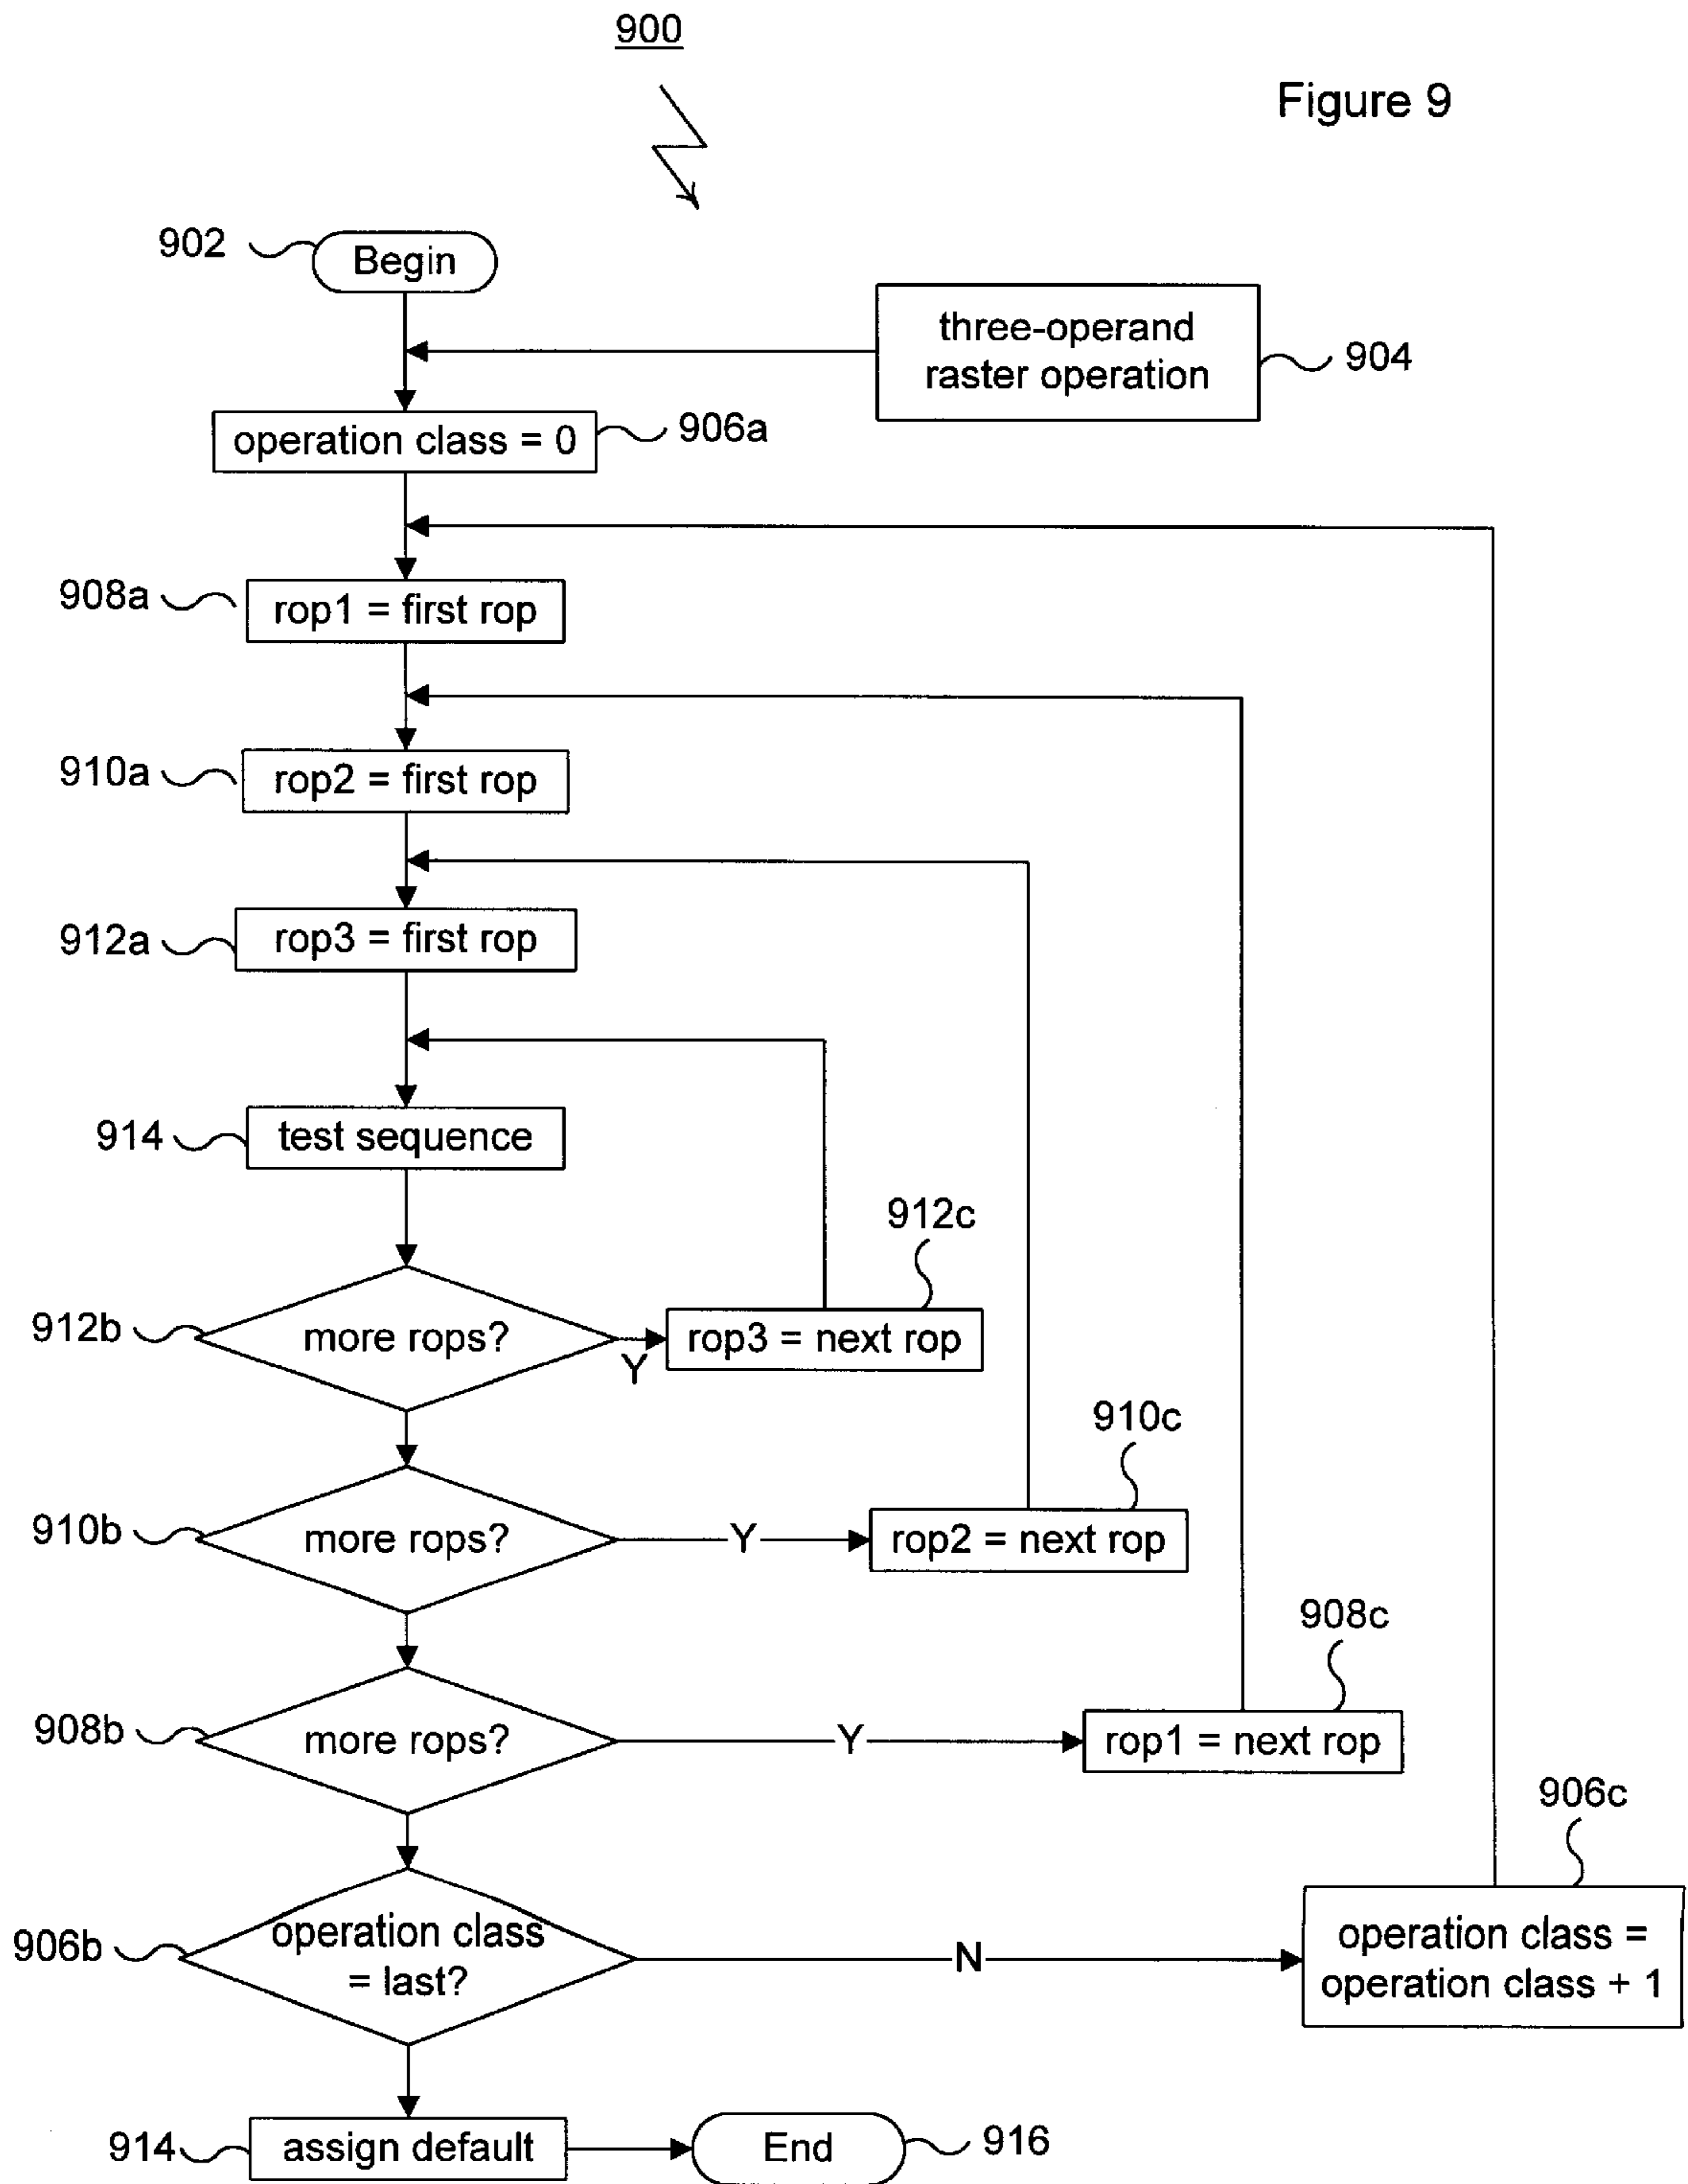 900
Figure 9
902
Begin
three-operand
raster operation
904
operation class = 0
906a
908a
rop1 = first rop
910a
rop2 = first rop
912a
rop3 = first rop
914
test sequence
912c
912b
more rops?
Y
rop3 = next rop
910c
910b
more rops?
Y
rop2 = next rop
908c
908b
more rops?
Y
rop1 = next rop
906c
906b
operation class
= last?
N
operation class =
operation class + 1
914
assign default
End
916